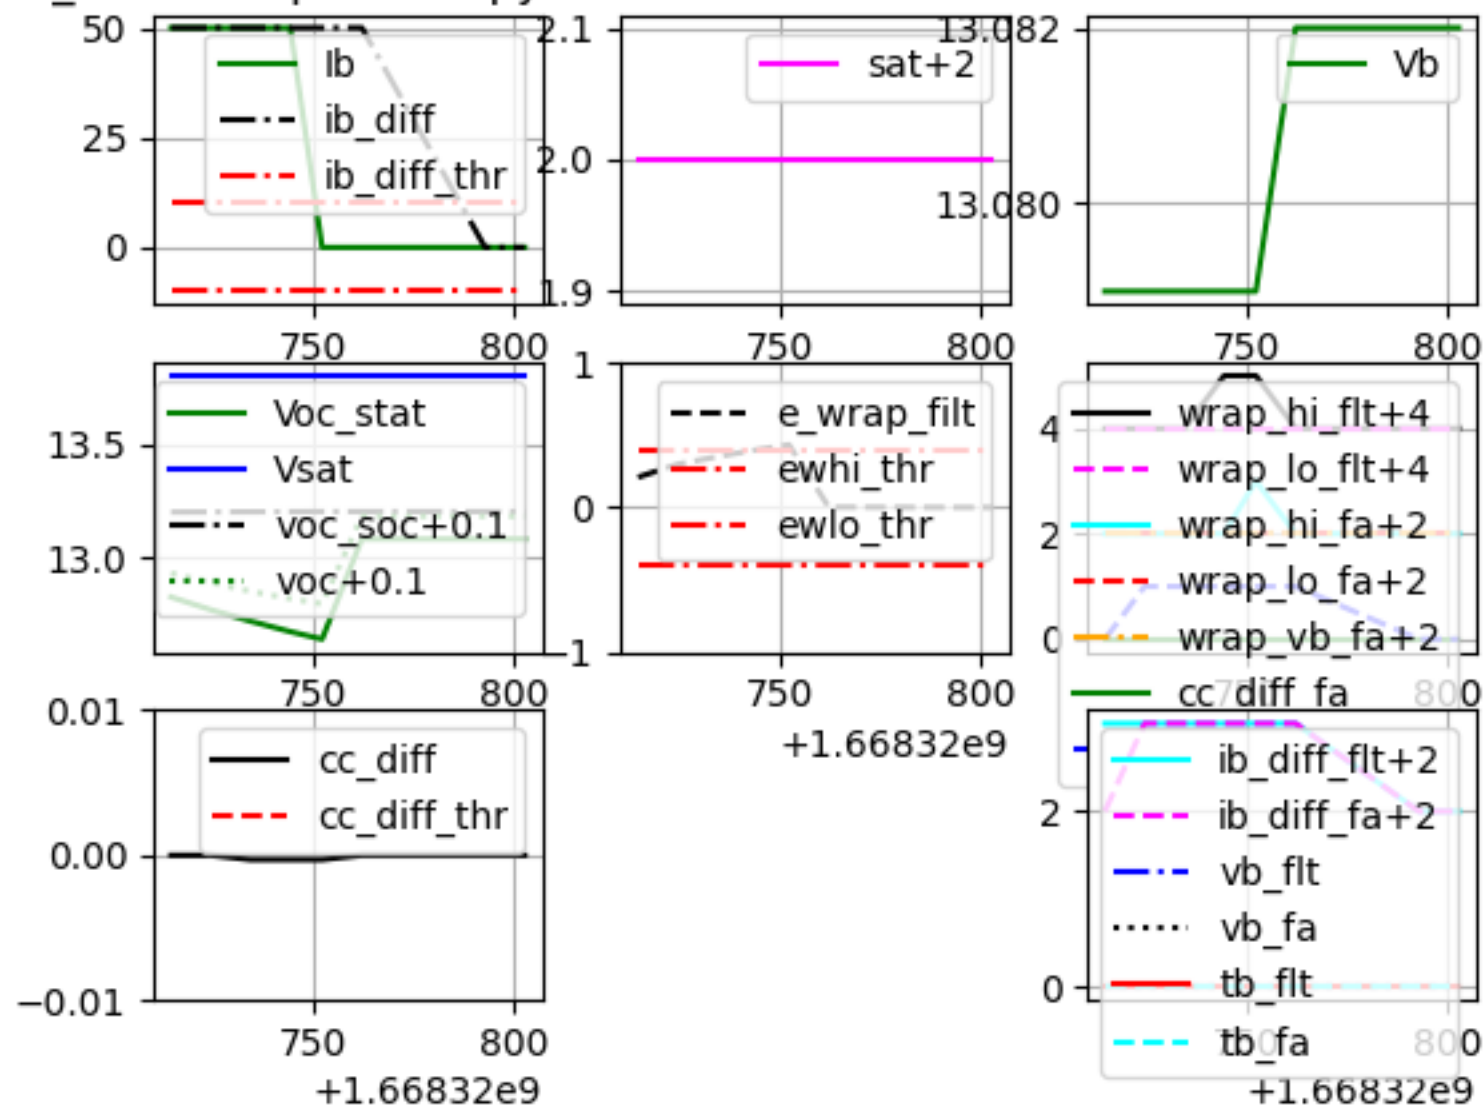 50
25
0
Ib
ib_diff
ib_diff_thr
750
800
2.1
2.0
1.9
sat+2
750
800
13.082
13.080
Vb
750
800
13.5
13.0
Voc_stat
Vsat
voc_soc+0.1
voc+0.1
750
800
1
0
−1
e_wrap_filt
ewhi_thr
ewlo_thr
750
800
+1.66832e9
4
2
0
wrap_hi_flt+4
wrap_lo_flt+4
wrap_hi_fa+2
wrap_lo_fa+2
wrap_vb_fa+2
cc_diff_fa
800
0.01
0.00
−0.01
cc_diff
cc_diff_thr
750
800
+1.66832e9
2
0
ib_diff_flt+2
ib_diff_fa+2
vb_flt
vb_fa
tb_flt
tb_fa
750
800
+1.66832e9